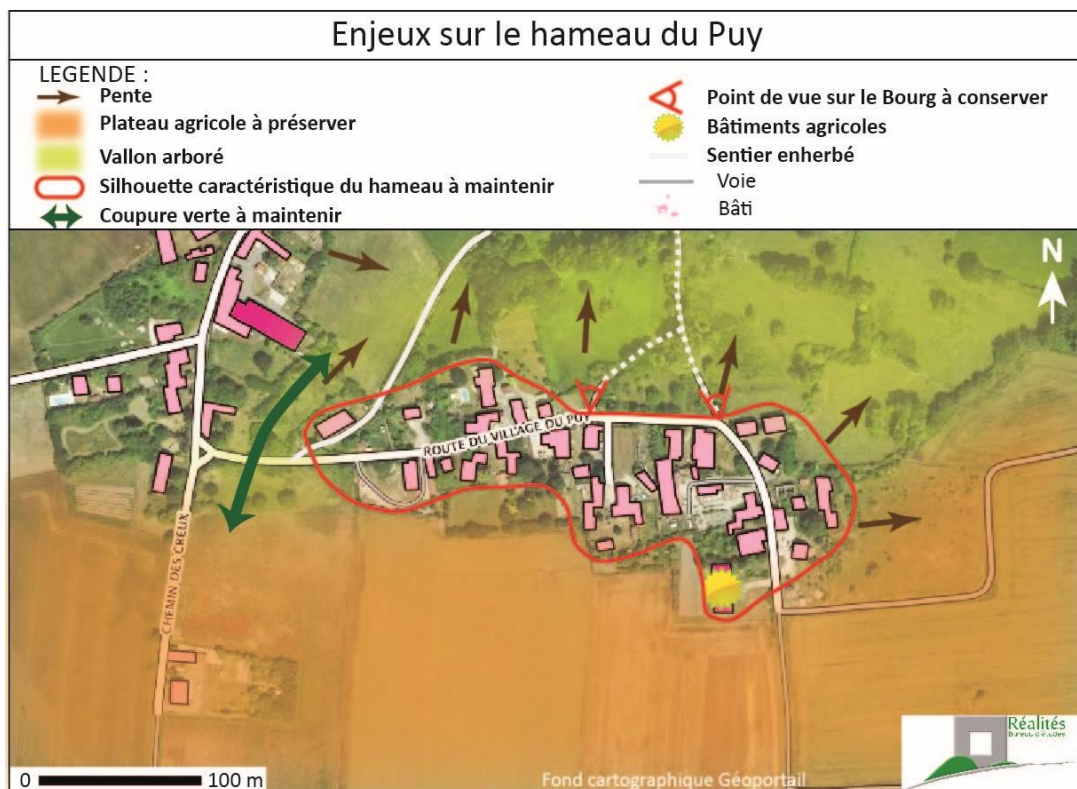 Enjeux sur le hameau du Puy
LEGENDE :
Pente
Plateau agricole à préserver
Vallon arboré
Silhouette caractéristique du hameau à maintenir
Coupure verte à maintenir
Point de vue sur le Bourg à conserver
Bâtiments agricoles
Sentier enherbé
Voie
Bâti
N
ROUTE DU VILLAGE DU PUY
CHEMIN DES CREUX
0 100 m
Fond cartographique Géoportail
Réalités
Bureau d'études